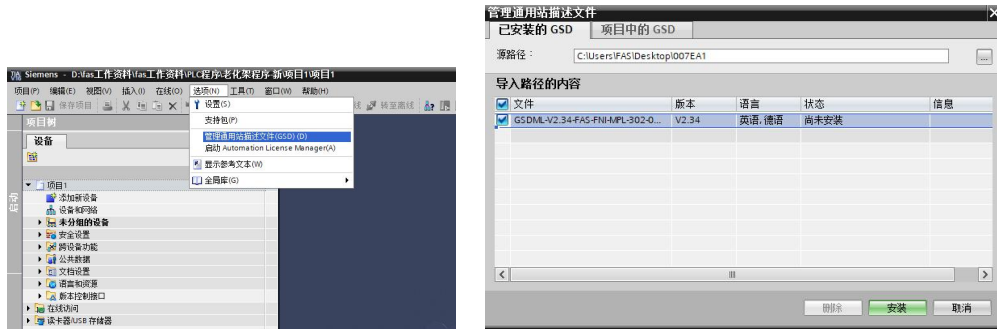 Siemens - D:\fas工作资料\fas工作资料\PLC程序\老化架程序-新\项目1\项目1
项目(P) 编辑(E) 视图(V) 插入(I) 在线(O) 选项(N) 工具(T) 窗口(W) 帮助(H)
保存项目
设置(S)
转至离线
支持包(P)
项目树
管理通用站描述文件(GSD) (D)
设备
启动 Automation License Manager(A)
显示参考文本(W)
全局库(G)
启动
项目1
添加新设备
设备和网络
未分组的设备
安全设置
跨设备功能
公共数据
文档设置
语言和资源
版本控制接口
在线访问
读卡器/USB 存储器
管理通用站描述文件
已安装的 GSD 项目中的 GSD
源路径： C:\Users\FAS\Desktop\007EA1 ...
导入路径的内容
文件 版本 语言 状态 信息
GSDML-V2.34-FAS-FNI-MPL-302-0... V2.34 英语, 德语 尚未安装
删除 安装 取消